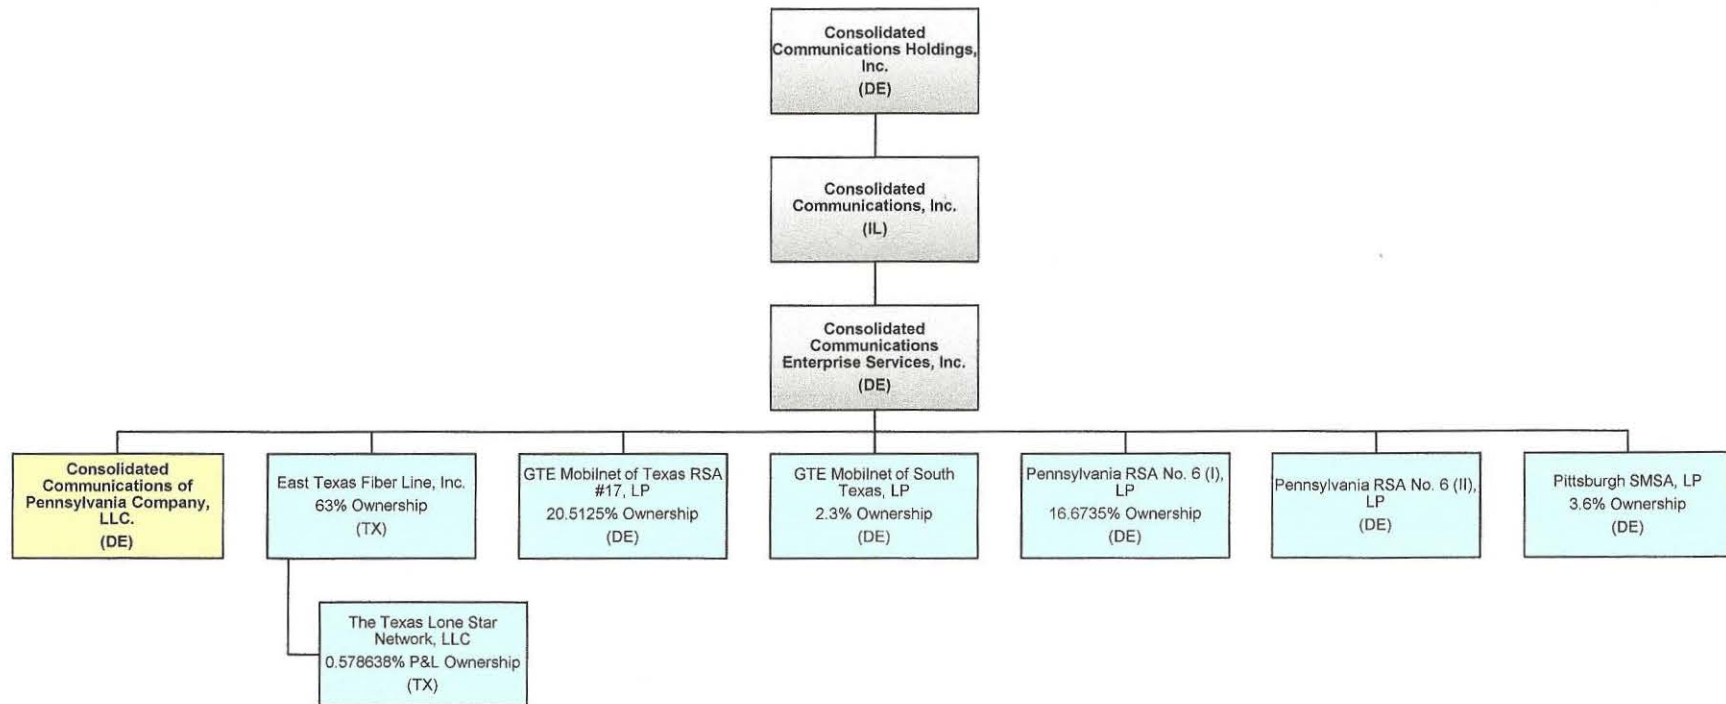 Consolidated
Communications Holdings,
Inc.
(DE)
Consolidated
Communications, Inc.
(IL)
Consolidated
Communications
Enterprise Services, Inc.
(DE)
Consolidated
Communications of
Pennsylvania Company,
LLC.
(DE)
East Texas Fiber Line, Inc.
63% Ownership
(TX)
GTE Mobilnet of Texas RSA
#17, LP
20.5125% Ownership
(DE)
GTE Mobilnet of South
Texas, LP
2.3% Ownership
(DE)
Pennsylvania RSA No. 6 (I),
LP
16.6735% Ownership
(DE)
Pennsylvania RSA No. 6 (II),
LP
(DE)
Pittsburgh SMSA, LP
3.6% Ownership
(DE)
The Texas Lone Star
Network, LLC
0.578638% P&L Ownership
(TX)